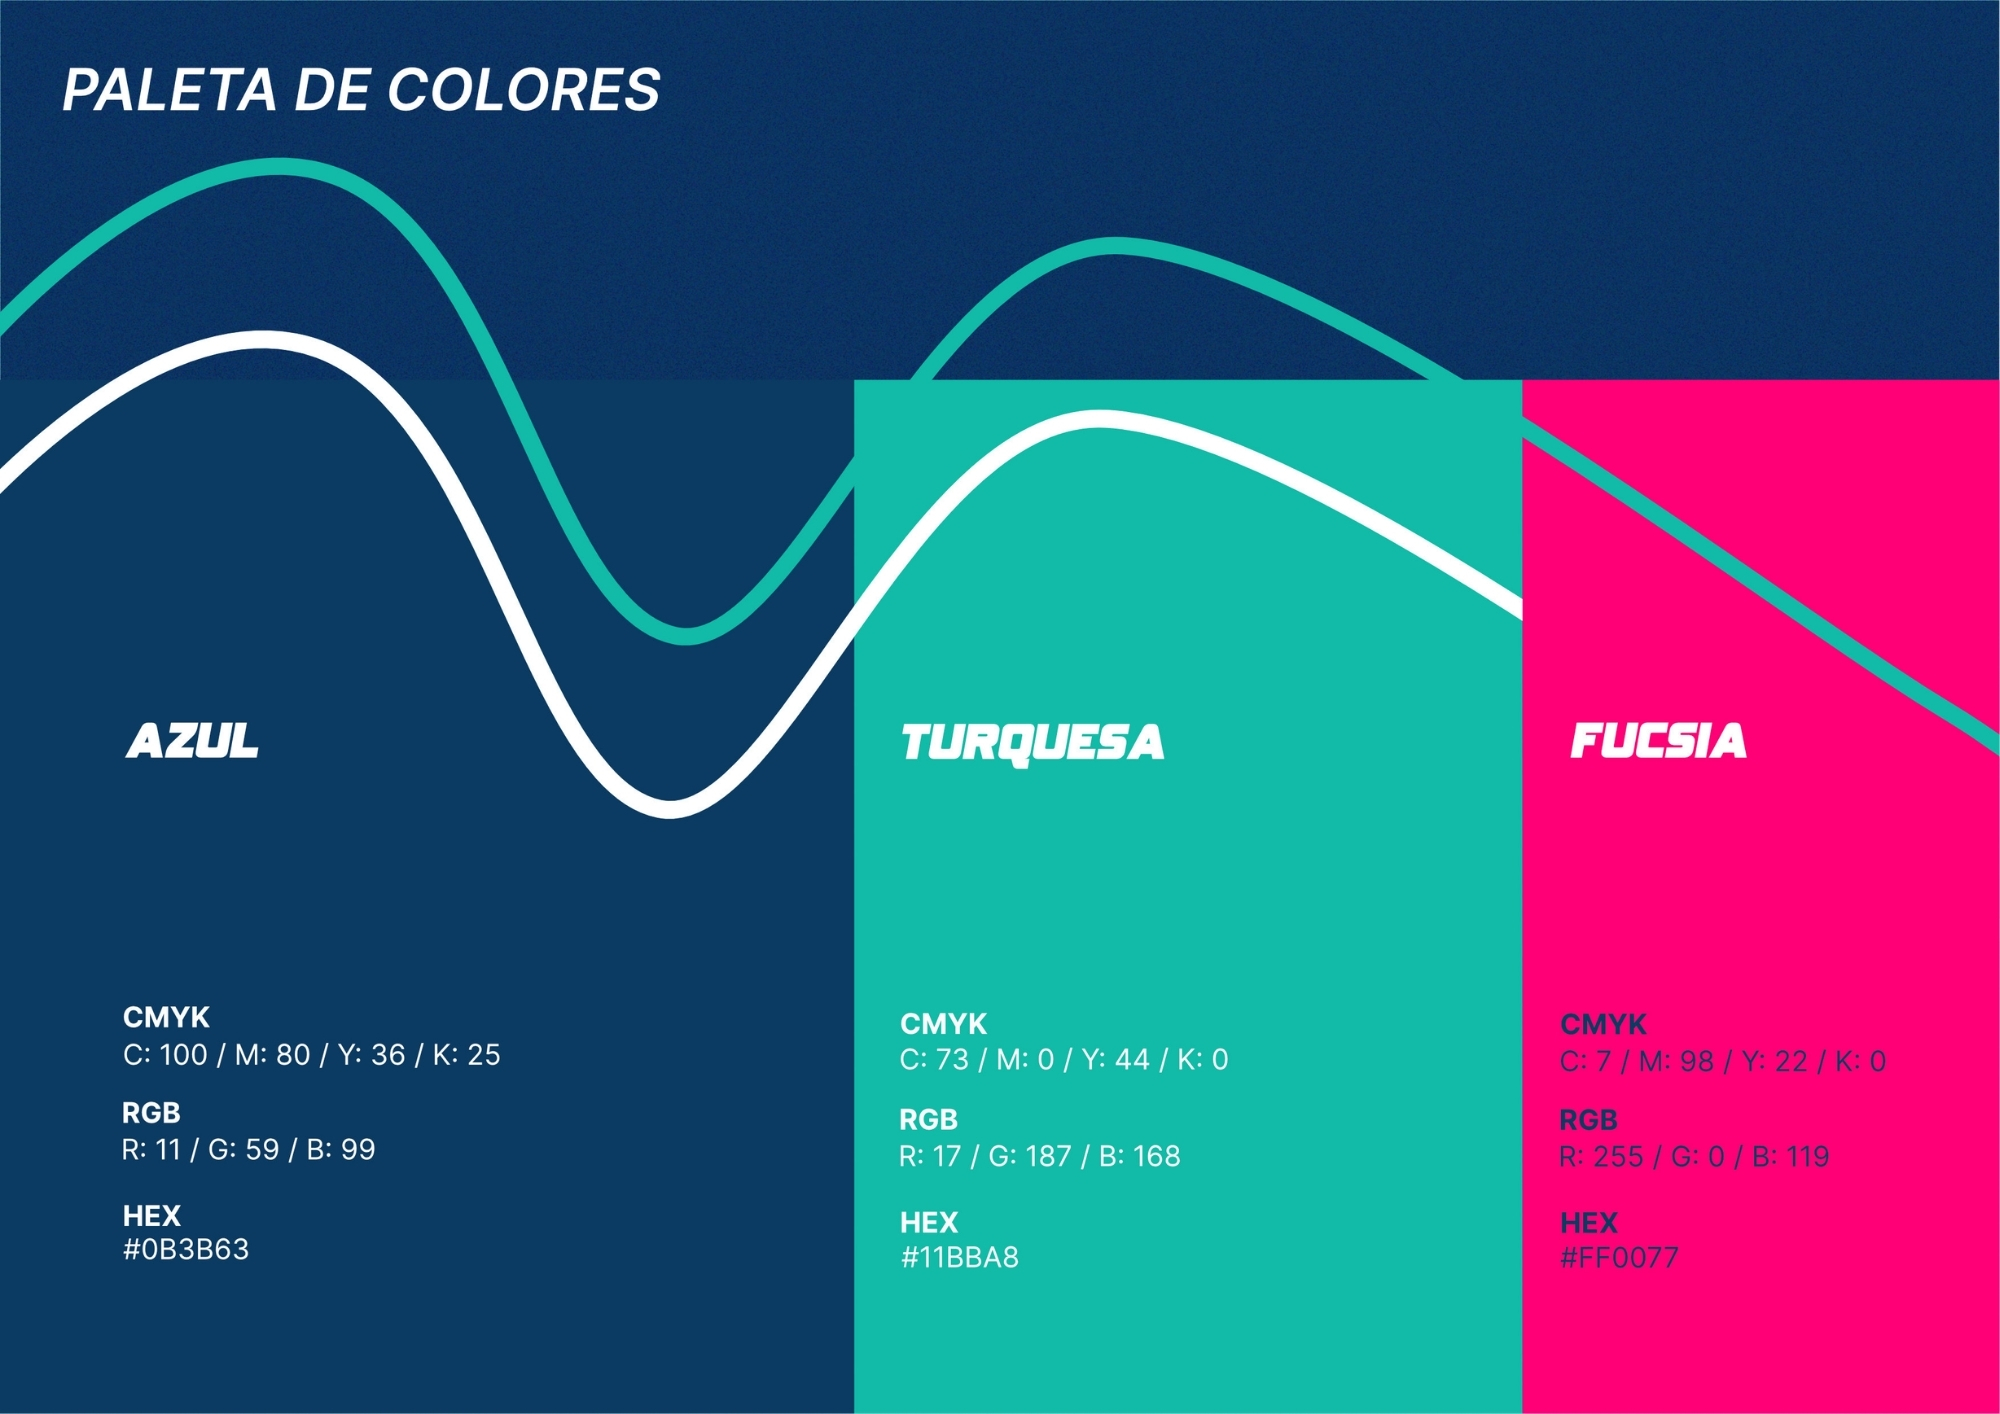 PALETA DE COLORES
AZUL
CMYK
C: 100 / M: 80 / Y: 36 / K: 25
RGB
R: 11 / G: 59 / B: 99
HEX
#0B3B63
TURQUESA
CMYK
C: 73 / M: 0 / Y: 44 / K: 0
RGB
R: 17 / G: 187 / B: 168
HEX
#11BBA8
FUCSIA
CMYK
C: 7 / M: 98 / Y: 22 / K: 0
RGB
R: 255 / G: 0 / B: 119
HEX
#FF0077